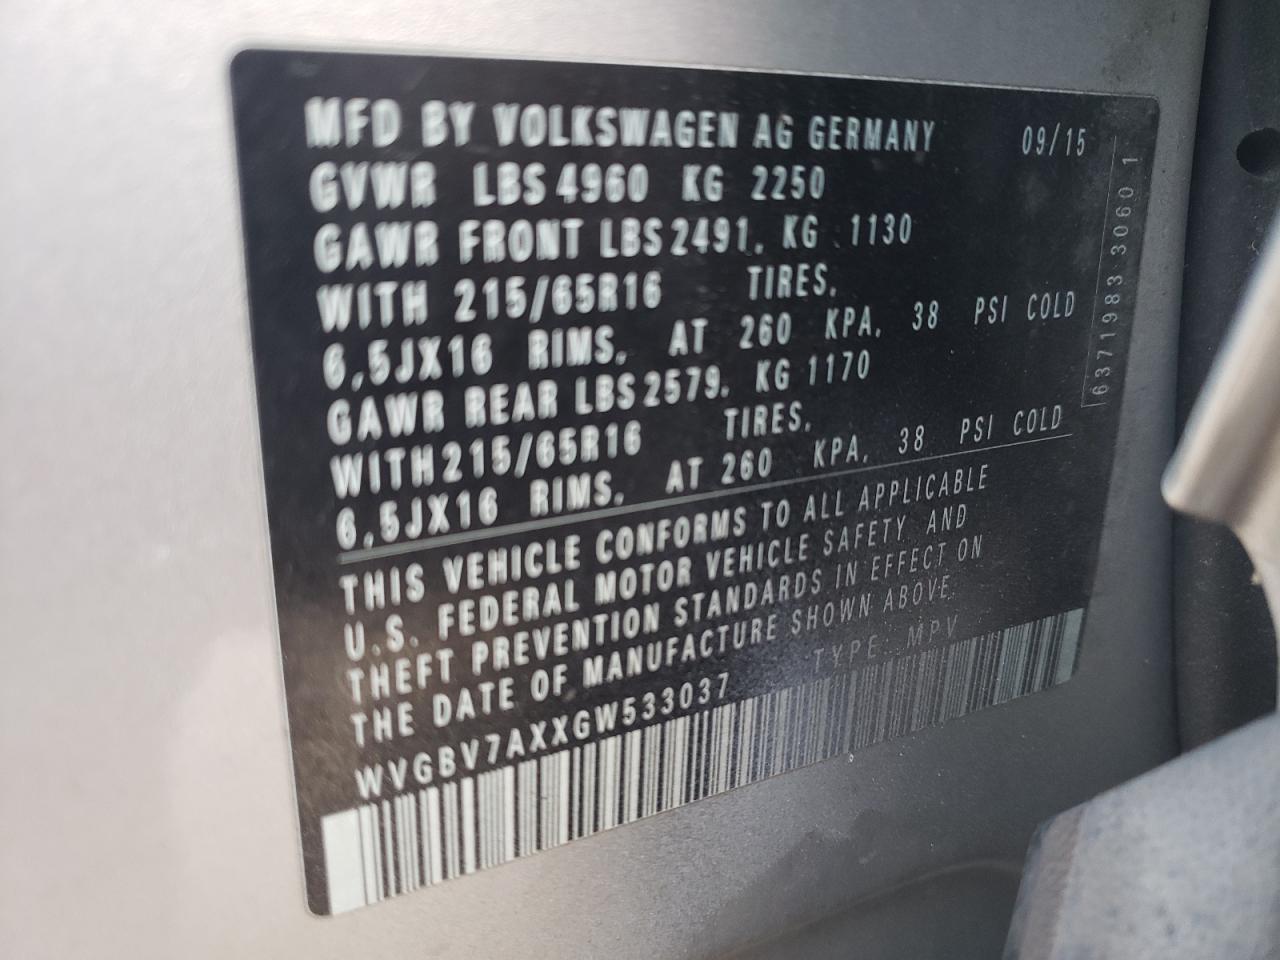 MFD BY VOLKSWAGEN AG GERMANY 09/15
GVWR LBS 4960 KG 2250
GAWR FRONT LBS 2491, KG 1130
WITH 215/65R16 TIRES,
6,5JX16 RIMS, AT 260 KPA, 38 PSI COLD
GAWR REAR LBS 2579, KG 1170
WITH 215/65R16 TIRES,
6,5JX16 RIMS, AT 260 KPA, 38 PSI COLD
THIS VEHICLE CONFORMS TO ALL APPLICABLE
U.S. FEDERAL MOTOR VEHICLE SAFETY AND
THEFT PREVENTION STANDARDS IN EFFECT ON
THE DATE OF MANUFACTURE SHOWN ABOVE.
WVGBV7AXXGW533037 TYPE: MPV
6371983 33060 1